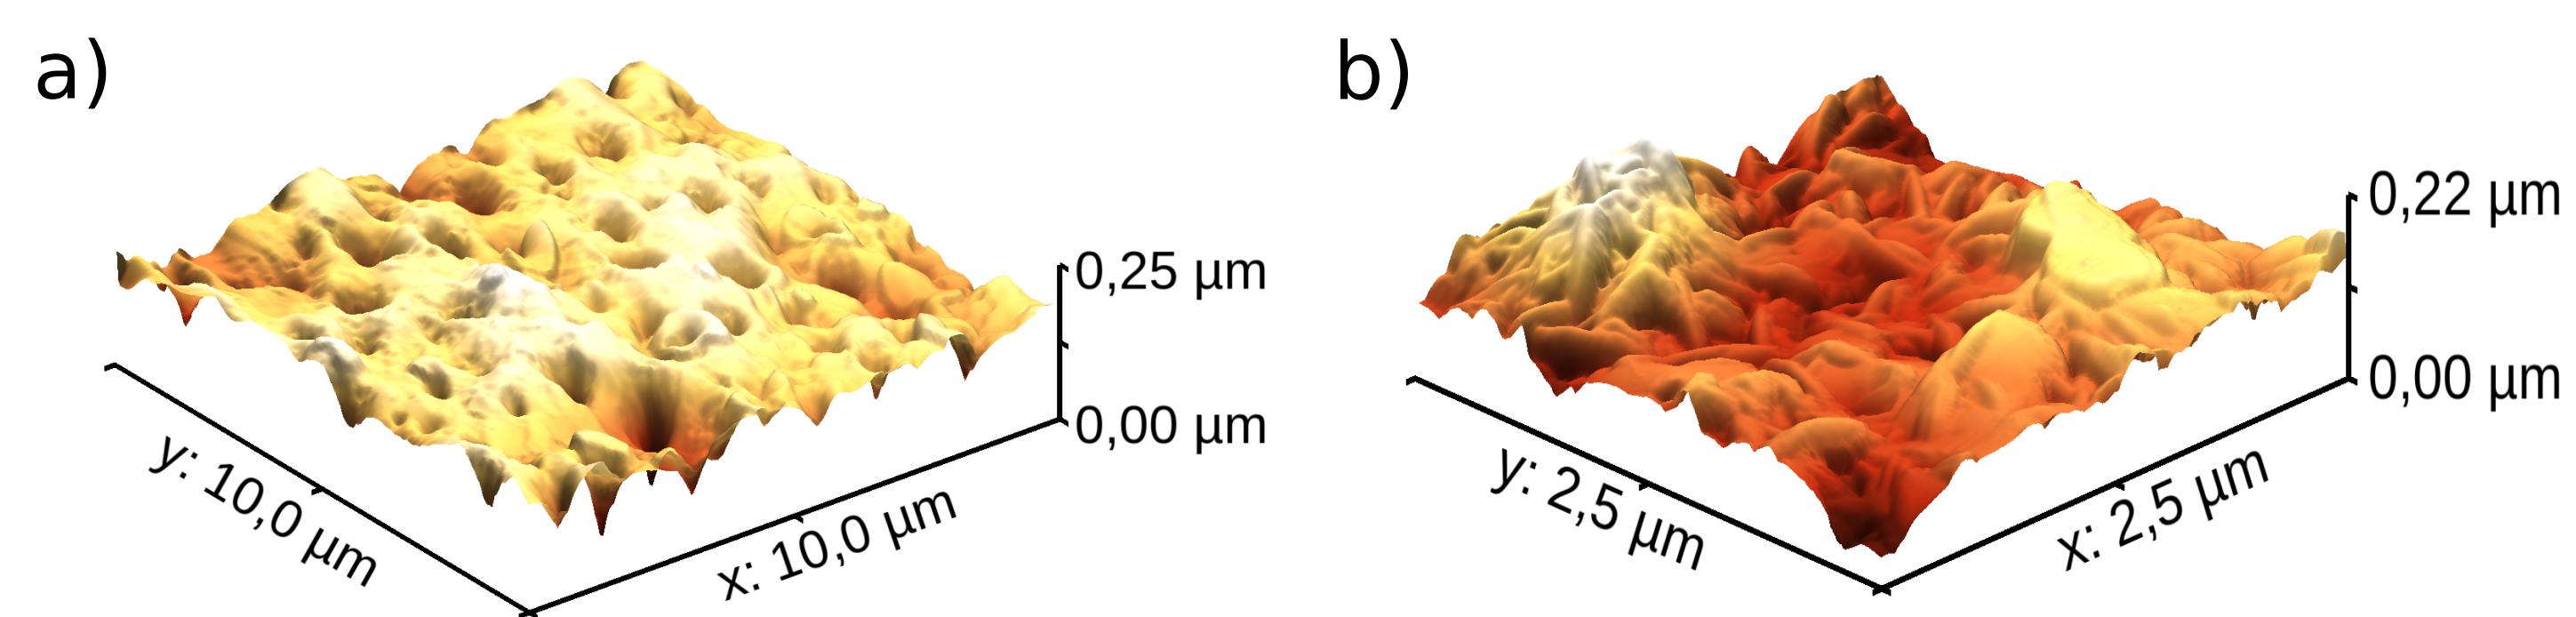 a)
0,25 µm
0,00 µm
y: 10,0 µm
x: 10,0 µm
b)
0,22 µm
0,00 µm
y: 2,5 µm
x: 2,5 µm